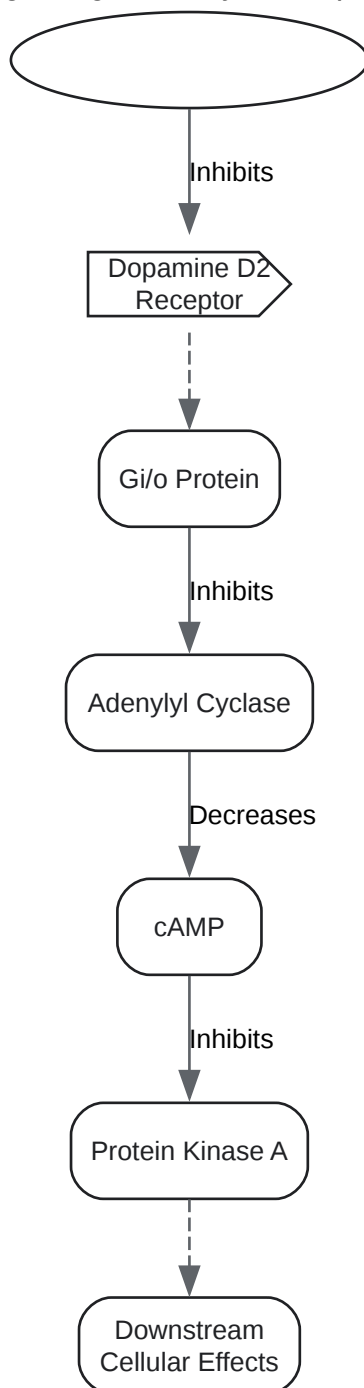 Inhibits
Dopamine D2
Receptor
Gi/o Protein
Inhibits
Adenylyl Cyclase
Decreases
cAMP
Inhibits
Protein Kinase A
Downstream
Cellular Effects